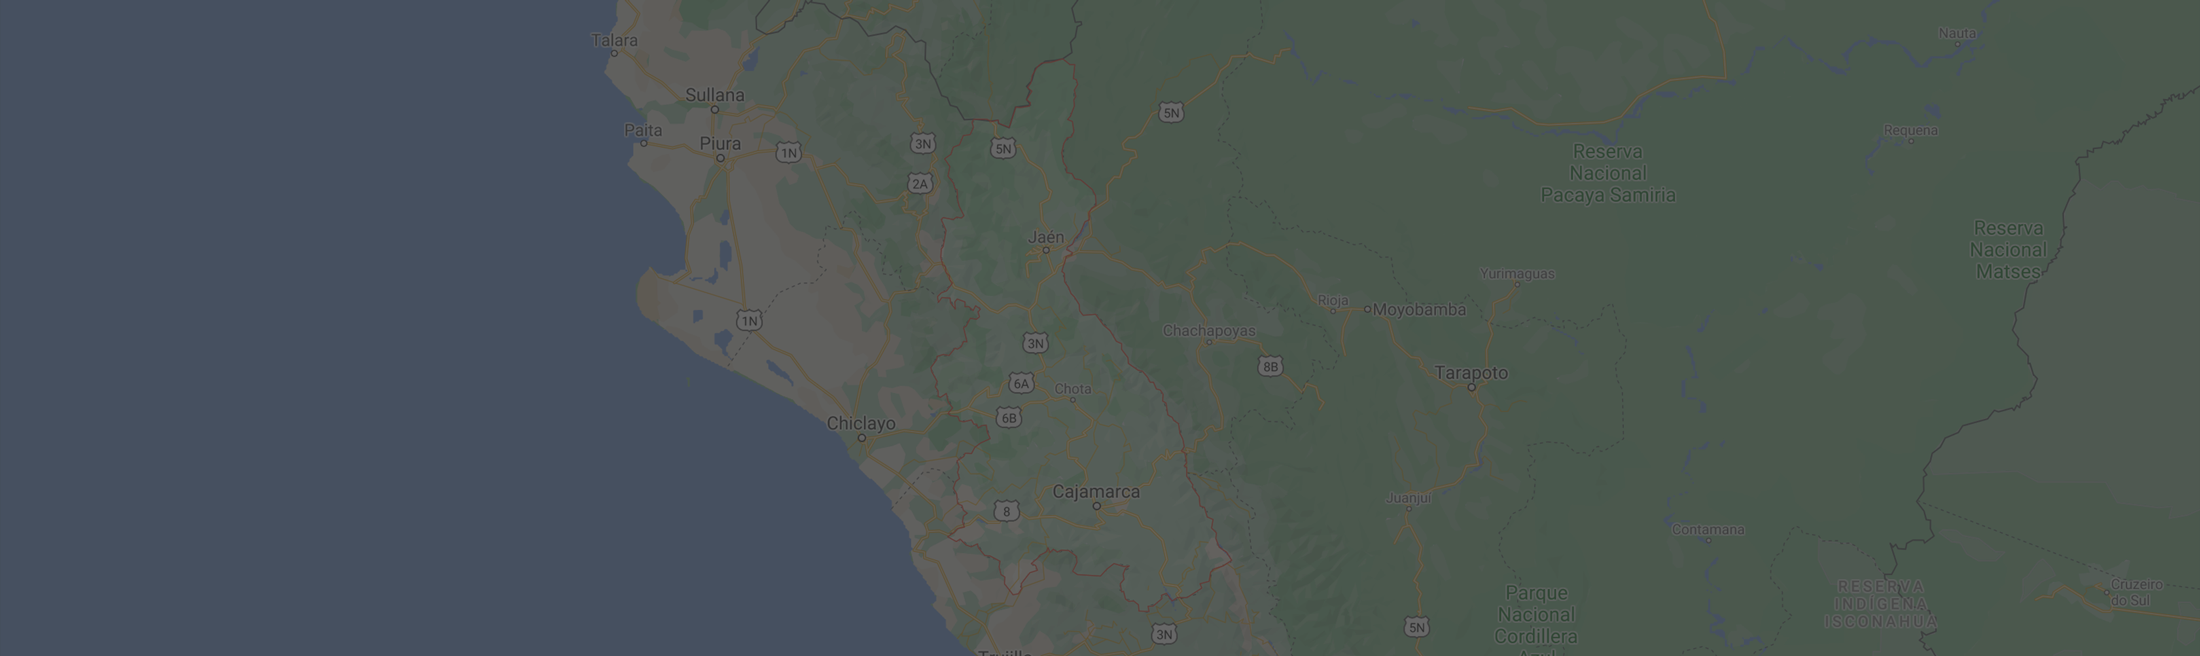 Talara
Nauta
Sullana
5N
Paita
Requena
Piura
3N
5N
1N
Reserva
Nacional
Pacaya Samiria
2A
Reserva
Nacional
Matses
Jaén
Yurimaguas
Rioja
Moyobamba
1N
Chachapoyas
3N
8B
Tarapoto
6A
Chota
6B
Chiclayo
Cajamarca
Juanjuí
8
Contamana
Parque
Nacional
Cordillera
Azul
RESERVA
INDIGENA
ISCONAHUA
Cruzeiro
do Sul
5N
3N
Trujillo